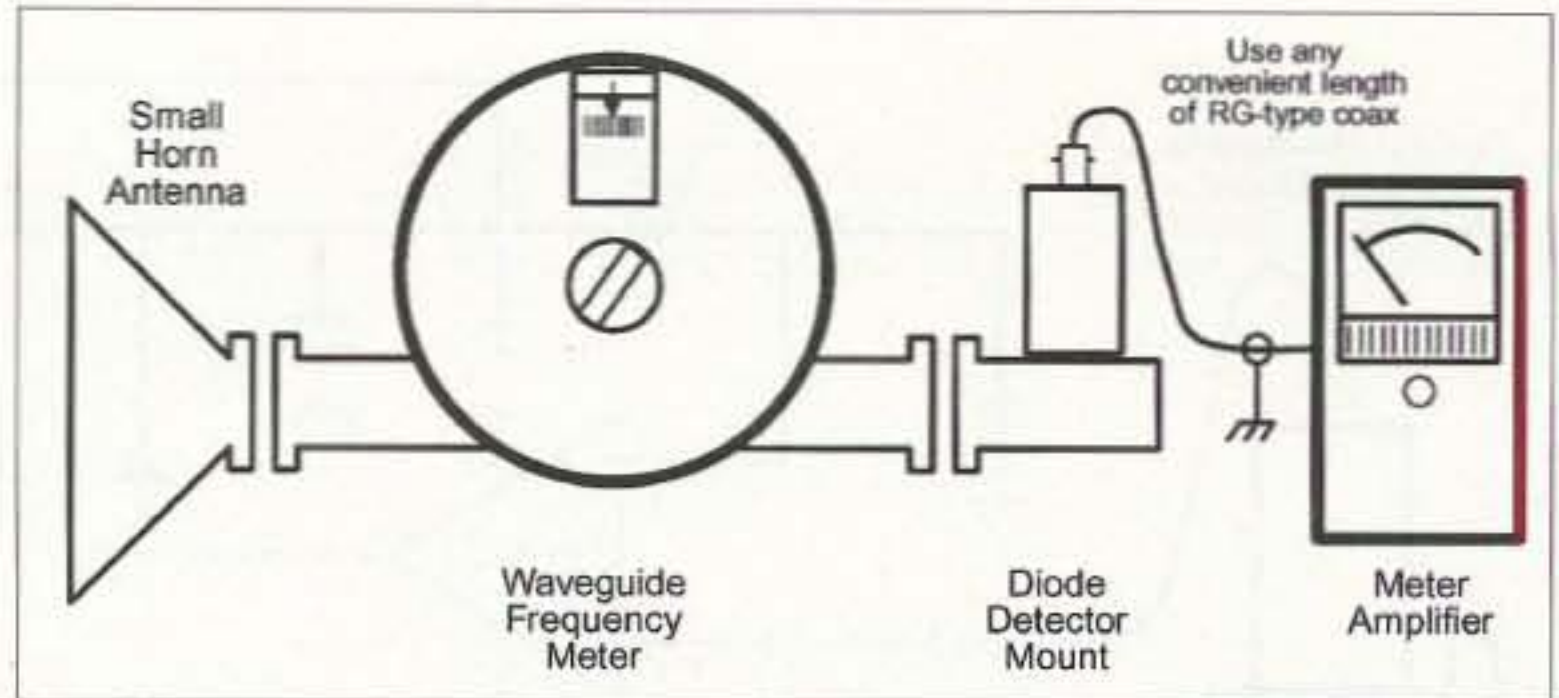 Small
Horn
Antenna
Use any
convenient length
of RG-type coax
Waveguide
Frequency
Meter
Diode
Detector
Mount
Meter
Amplifier